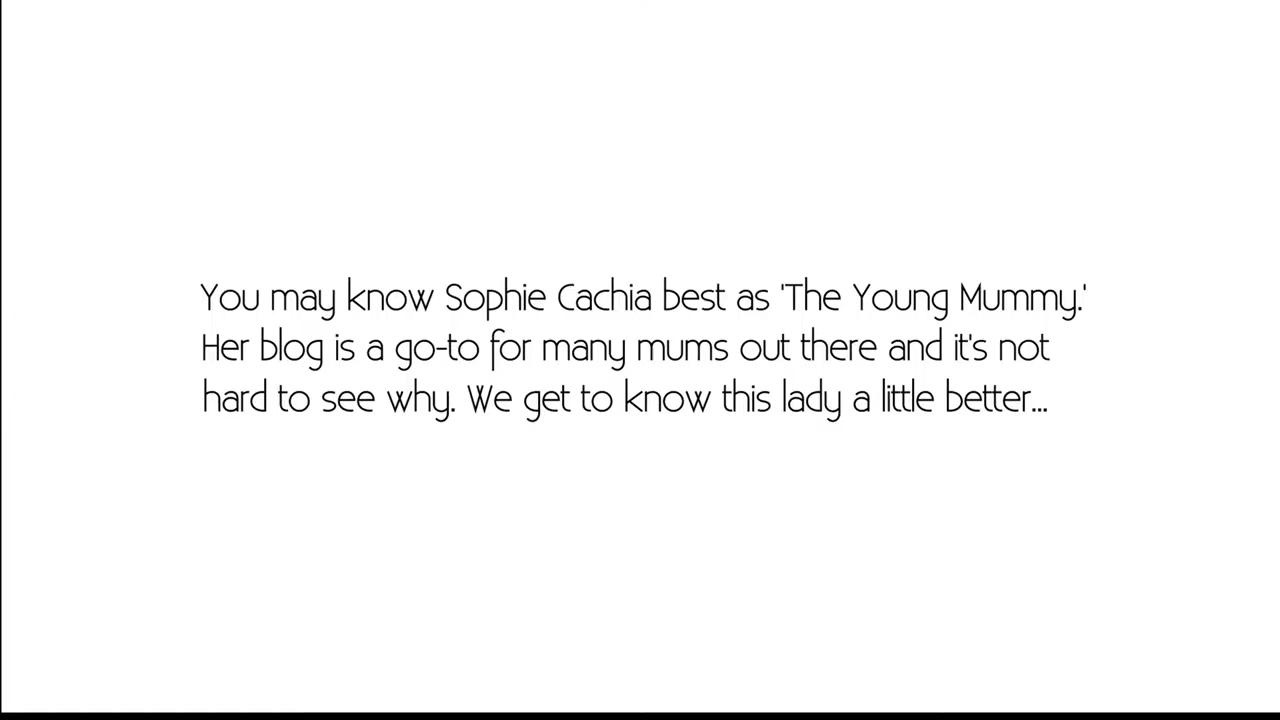 You may know Sophie Cachia best as 'The Young Mummy.'
Her blog is a go-to for many mums out there and it's not
hard to see why. We get to know this lady a little better...